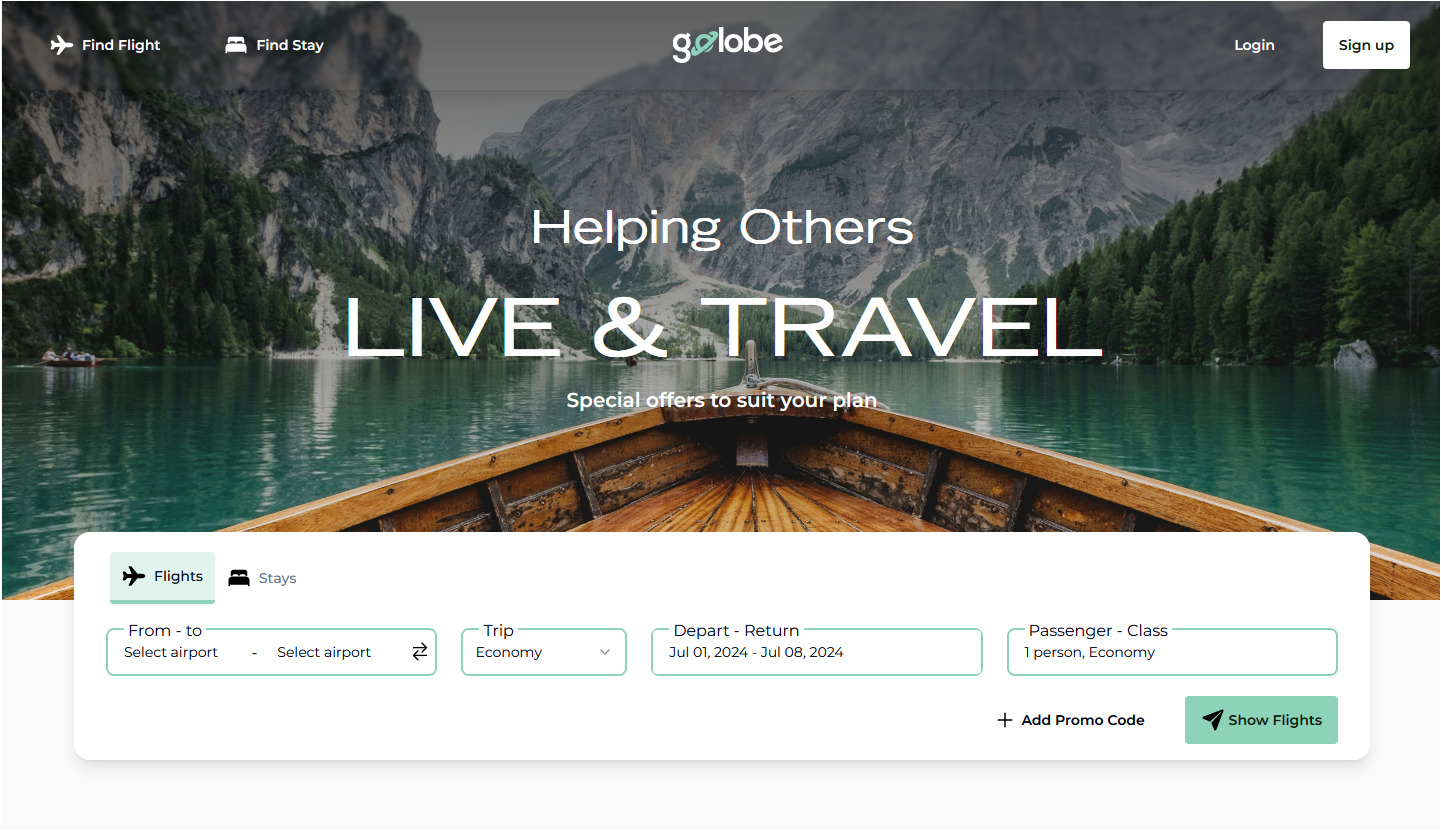 Find Flight
Find Stay
golobe
Login
Sign up
Helping Others
LIVE & TRAVEL
Special offers to suit your plan
Flights
Stays
From - to
Select airport - Select airport
Trip
Economy
Depart - Return
Jul 01, 2024 - Jul 08, 2024
Passenger - Class
1 person, Economy
Add Promo Code
Show Flights